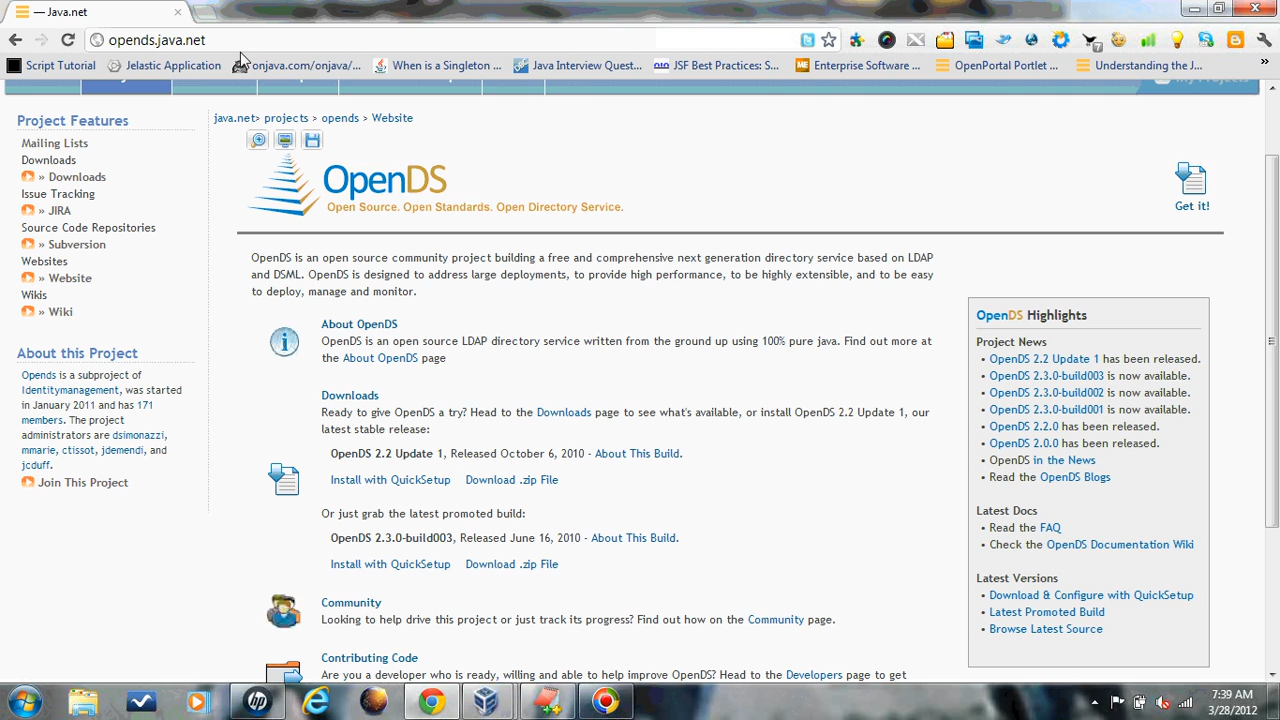 — Java.net
opends.java.net
Script Tutorial
Jelastic Application
onjava.com/onjava/...
When is a Singleton ...
Java Interview Quest...
JSF Best Practices: S...
Enterprise Software ...
OpenPortal Portlet ...
Understanding the J...
»
Project Features
Mailing Lists
Downloads
» Downloads
Issue Tracking
» JIRA
Source Code Repositories
» Subversion
Websites
» Website
Wikis
» Wiki
About this Project
Opends is a subproject of
Identitymanagement, was started
in January 2011 and has 171
members. The project
administrators are dsimonazzi,
mmarie, ctissot, jdemendi, and
jcduff.
» Join This Project
java.net> projects > opends > Website
OpenDS
Open Source. Open Standards. Open Directory Service.
Get it!
OpenDS is an open source community project building a free and comprehensive next generation directory service based on LDAP
and DSML. OpenDS is designed to address large deployments, to provide high performance, to be highly extensible, and to be easy
to deploy, manage and monitor.
About OpenDS
OpenDS is an open source LDAP directory service written from the ground up using 100% pure java. Find out more at
the About OpenDS page
Downloads
Ready to give OpenDS a try? Head to the Downloads page to see what's available, or install OpenDS 2.2 Update 1, our
latest stable release:
OpenDS 2.2 Update 1, Released October 6, 2010 - About This Build.
Install with QuickSetup Download .zip File
Or just grab the latest promoted build:
OpenDS 2.3.0-build003, Released June 16, 2010 - About This Build.
Install with QuickSetup Download .zip File
Community
Looking to help drive this project or just track its progress? Find out how on the Community page.
Contributing Code
Are you a developer who is ready, willing and able to help improve OpenDS? Head to the Developers page to get
OpenDS Highlights
Project News
• OpenDS 2.2 Update 1 has been released.
• OpenDS 2.3.0-build003 is now available.
• OpenDS 2.3.0-build002 is now available.
• OpenDS 2.3.0-build001 is now available.
• OpenDS 2.2.0 has been released.
• OpenDS 2.0.0 has been released.
• OpenDS in the News
• Read the OpenDS Blogs
Latest Docs
• Read the FAQ
• Check the OpenDS Documentation Wiki
Latest Versions
• Download & Configure with QuickSetup
• Latest Promoted Build
• Browse Latest Source
7:39 AM
3/28/2012